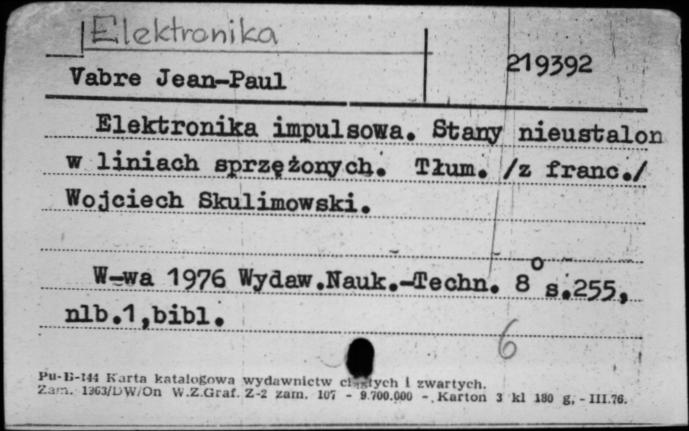 Elektronika
219392
Vabre Jean-Paul
Elektronika impulsowa. Stany nieustalon
w liniach sprzężonych. Tłum. /z franc./
Wojciech Skulimowski.
W-wa 1976 Wydaw.Nauk.-Techn. 8° s.255,
nlb.1,bibl.
6
Pu-B-144 Karta katalogowa wydawnictw ciągłych i zwartych.
Zam. 1363/DW/On W.Z.Graf. Z-2 zam. 107 - 9.700.000 - Karton 3 kl 180 g. - III.76.